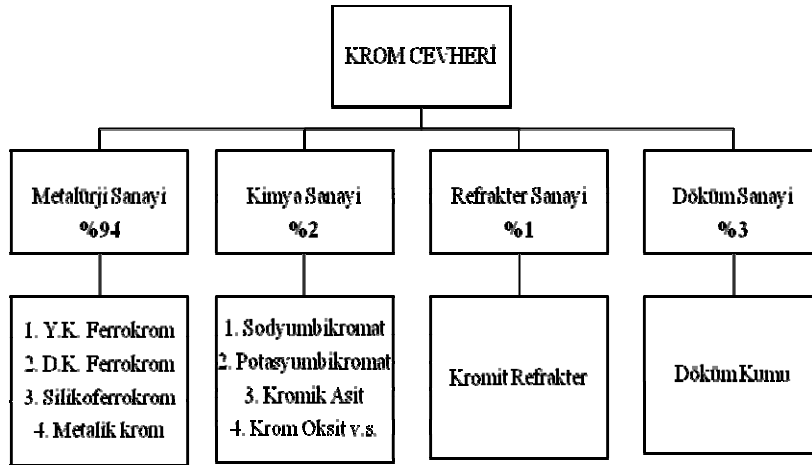 KROM CEVHERİ
Metalürji Sanayi
%94
Kimya Sanayi
%2
Refrakter Sanayi
%1
Döküm Sanayi
%3
1. Y.K. Ferrokrom
2. D.K. Ferrokrom
3. Silikoferrokrom
4. Metalik krom
1. Sodyumbikromat
2. Potasyumbikromat
3. Kromik Asit
4. Krom Oksit v.s.
Kromit Refrakter
Döküm Kumu